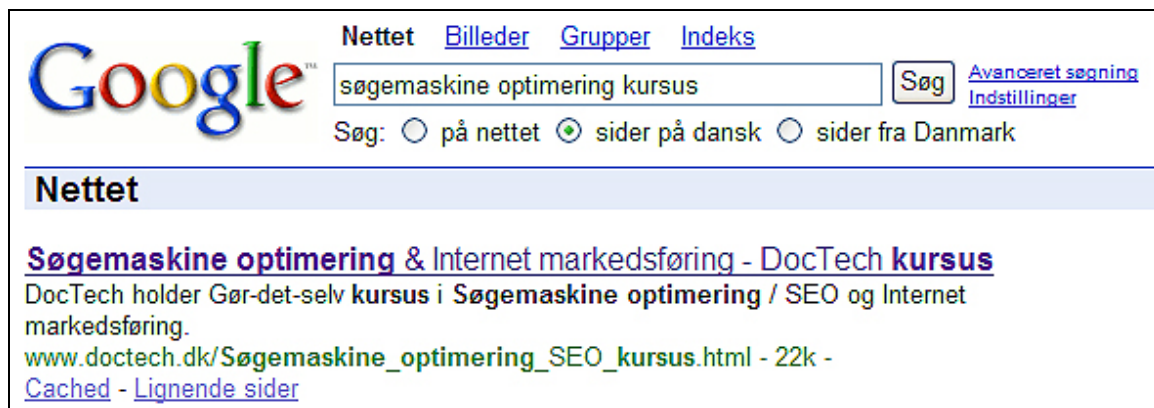 Nettet Billeder Grupper Indeks
Google™
søgemaskine optimering kursus Søg Avanceret søgning
Indstillinger
Søg: på nettet sider på dansk sider fra Danmark
Nettet
Søgemaskine optimering & Internet markedsføring - DocTech kursus
DocTech holder Gør-det-selv kursus i Søgemaskine optimering / SEO og Internet
markedsføring.
www.doctech.dk/Søgemaskine_optimering_SEO_kursus.html - 22k -
Cached - Lignende sider